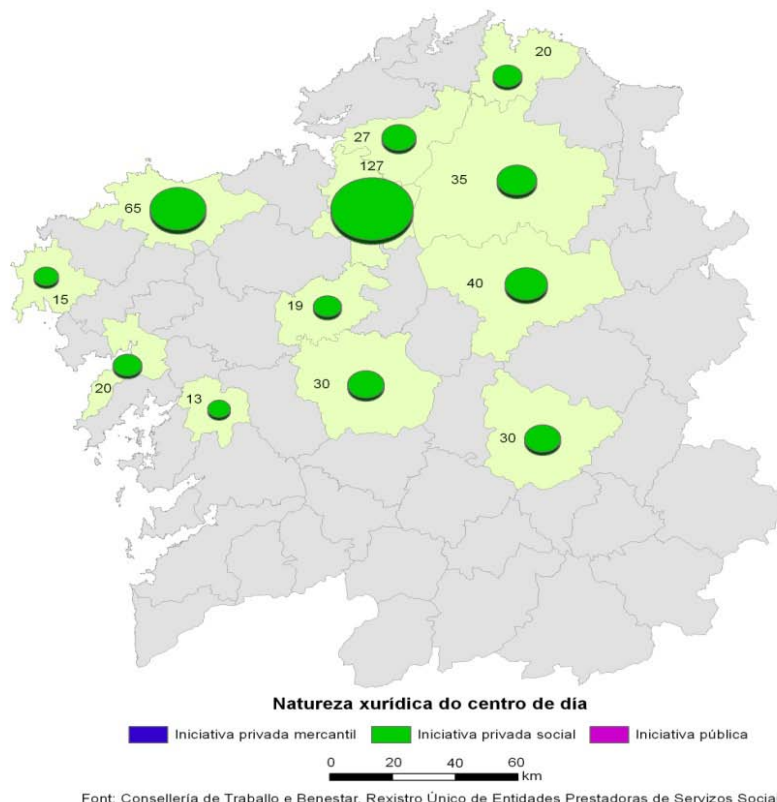 20
27
127
35
65
40
15
19
20
30
13
30
Natureza xurídica do centro de día
Iniciativa privada mercantil Iniciativa privada social Iniciativa pública
0 20 40 60
km
Font: Consellería de Traballo e Benestar. Rexistro Único de Entidades Prestadoras de Servizos Socia